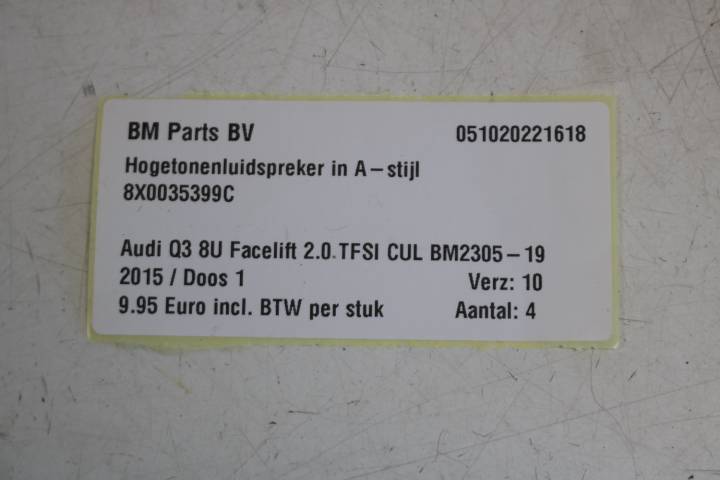 BM Parts BV 051020221618
Hogetonenluidspreker in A-stijl
8X0035399C
Audi Q3 8U Facelift 2.0 TFSI CUL BM2305-19
2015 / Doos 1 Verz: 10
9.95 Euro incl. BTW per stuk Aantal: 4